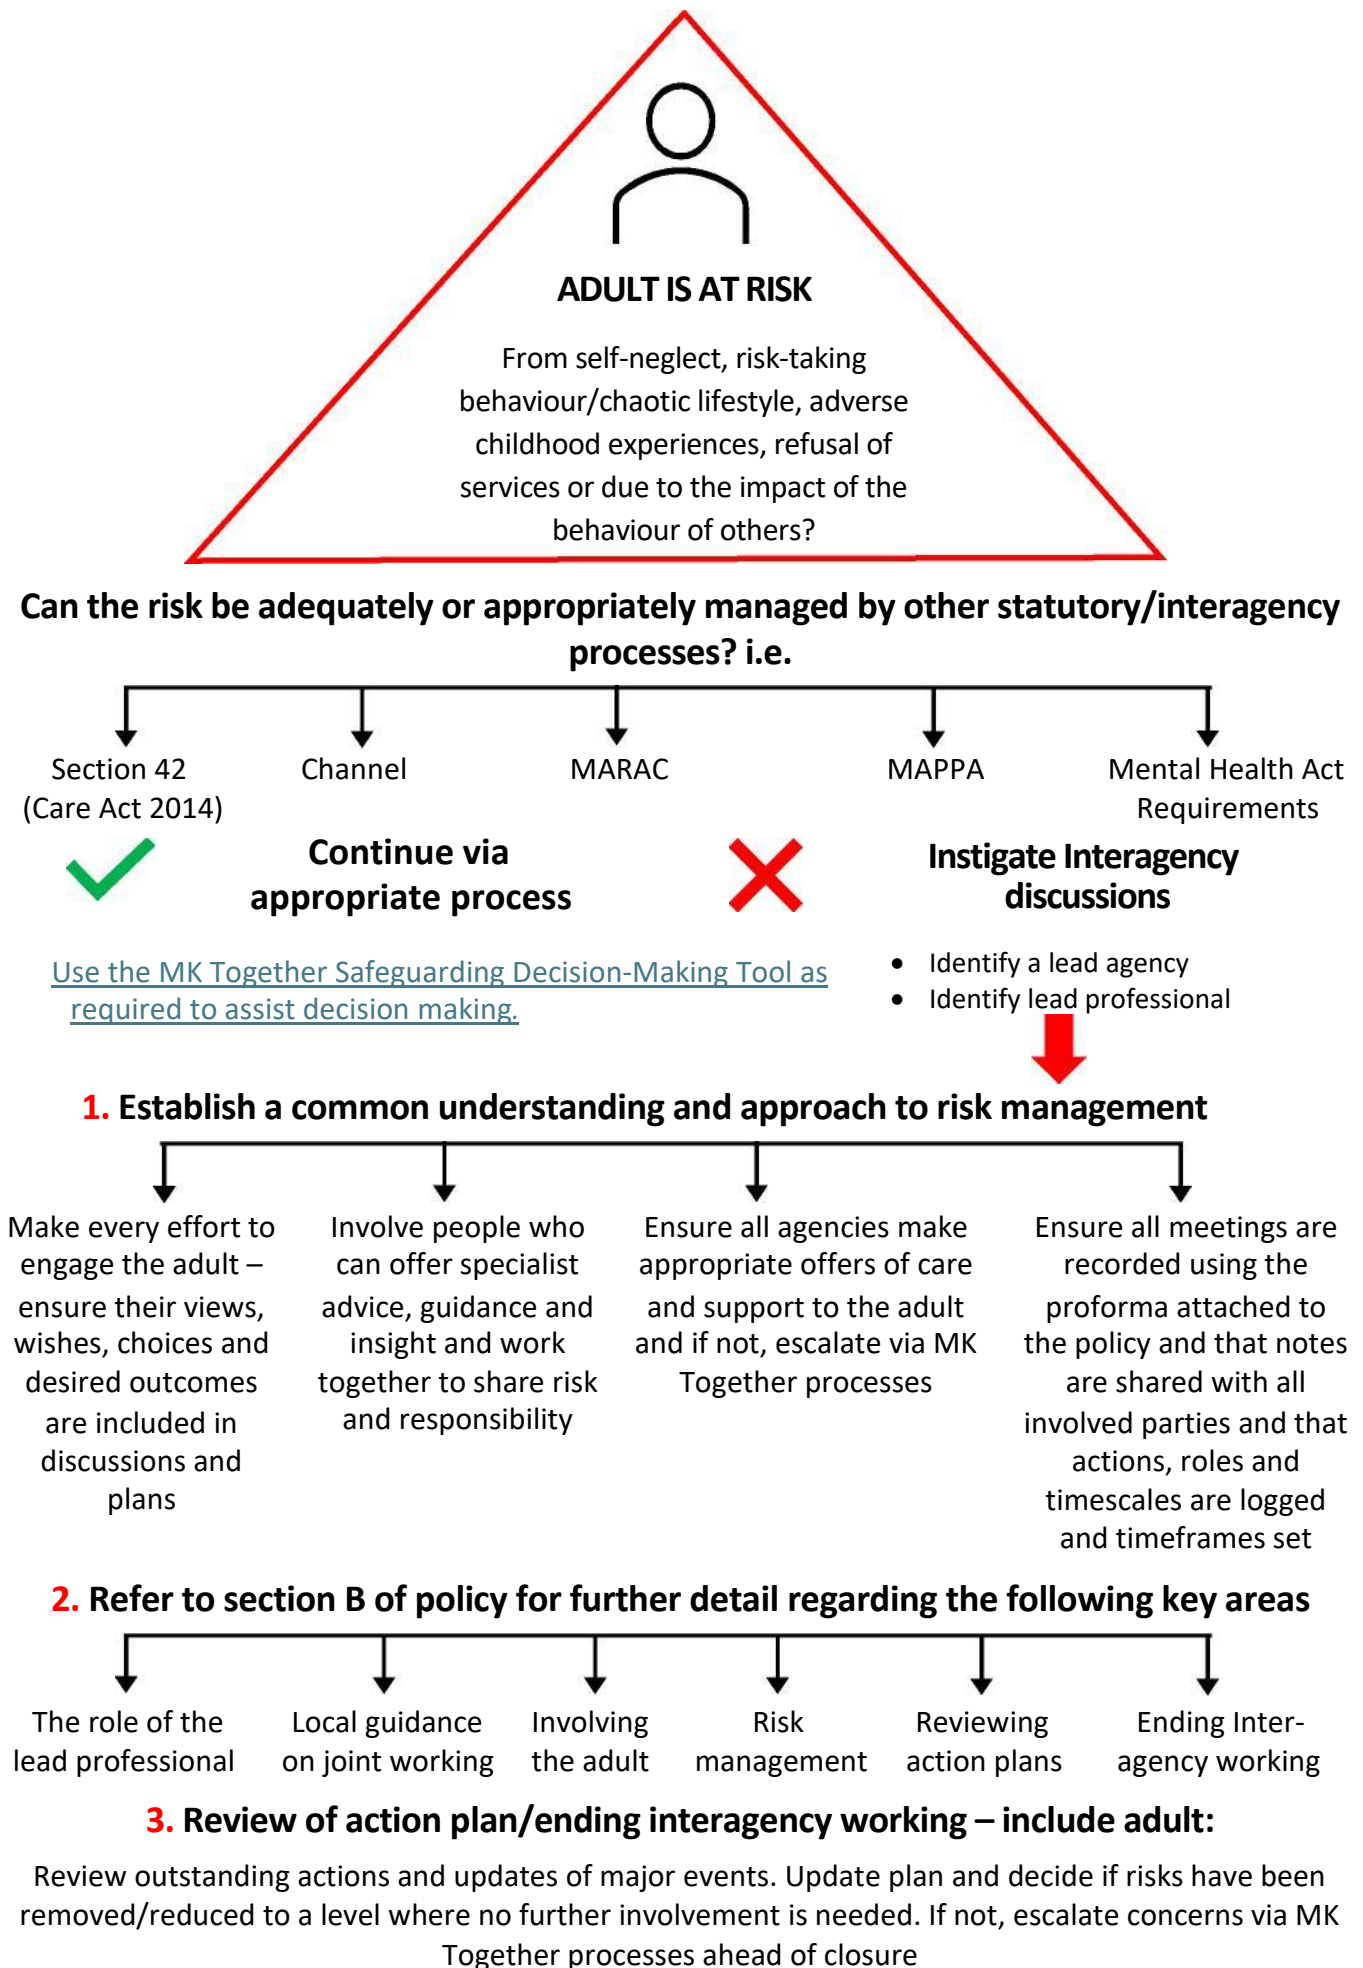 ADULT IS AT RISK
From self-neglect, risk-taking
behaviour/chaotic lifestyle, adverse
childhood experiences, refusal of
services or due to the impact of the
behaviour of others?
Can the risk be adequately or appropriately managed by other statutory/interagency
processes? i.e.
Section 42
(Care Act 2014)
Channel
MARAC
MAPPA
Mental Health Act
Requirements
Continue via
appropriate process
Instigate Interagency
discussions
Use the MK Together Safeguarding Decision-Making Tool as
required to assist decision making.
• Identify a lead agency
• Identify lead professional
1. Establish a common understanding and approach to risk management
Make every effort to
engage the adult –
ensure their views,
wishes, choices and
desired outcomes
are included in
discussions and
plans
Involve people who
can offer specialist
advice, guidance and
insight and work
together to share risk
and responsibility
Ensure all agencies make
appropriate offers of care
and support to the adult
and if not, escalate via MK
Together processes
Ensure all meetings are
recorded using the
proforma attached to
the policy and that notes
are shared with all
involved parties and that
actions, roles and
timescales are logged
and timeframes set
2. Refer to section B of policy for further detail regarding the following key areas
The role of the
lead professional
Local guidance
on joint working
Involving
the adult
Risk
management
Reviewing
action plans
Ending Inter-
agency working
3. Review of action plan/ending interagency working – include adult:
Review outstanding actions and updates of major events. Update plan and decide if risks have been
removed/reduced to a level where no further involvement is needed. If not, escalate concerns via MK
Together processes ahead of closure